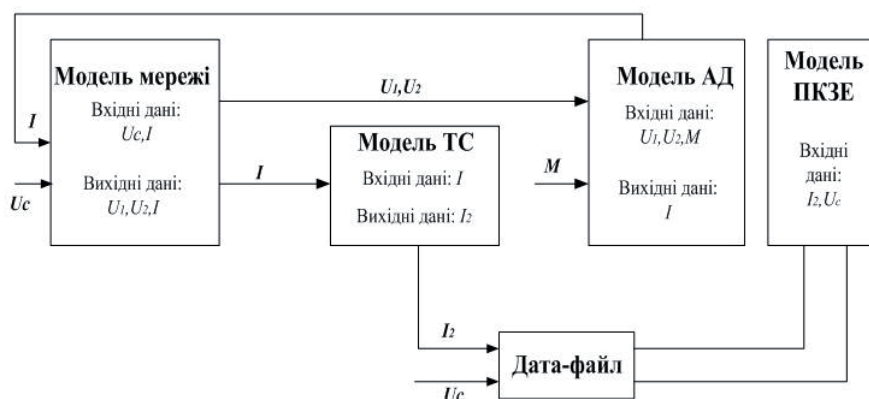 Модель мережі
Вхідні дані:
Uc,I
Вихідні дані:
U1,U2,I
I
Uc
U1,U2
I
Модель ТС
Вхідні дані: I
Вихідні дані: I2
M
Модель АД
Вхідні дані:
U1,U2,M
Вихідні дані:
I
Модель
ПКЗЕ
Вхідні
дані:
I2,Uc
I2
Uc
Дата-файл